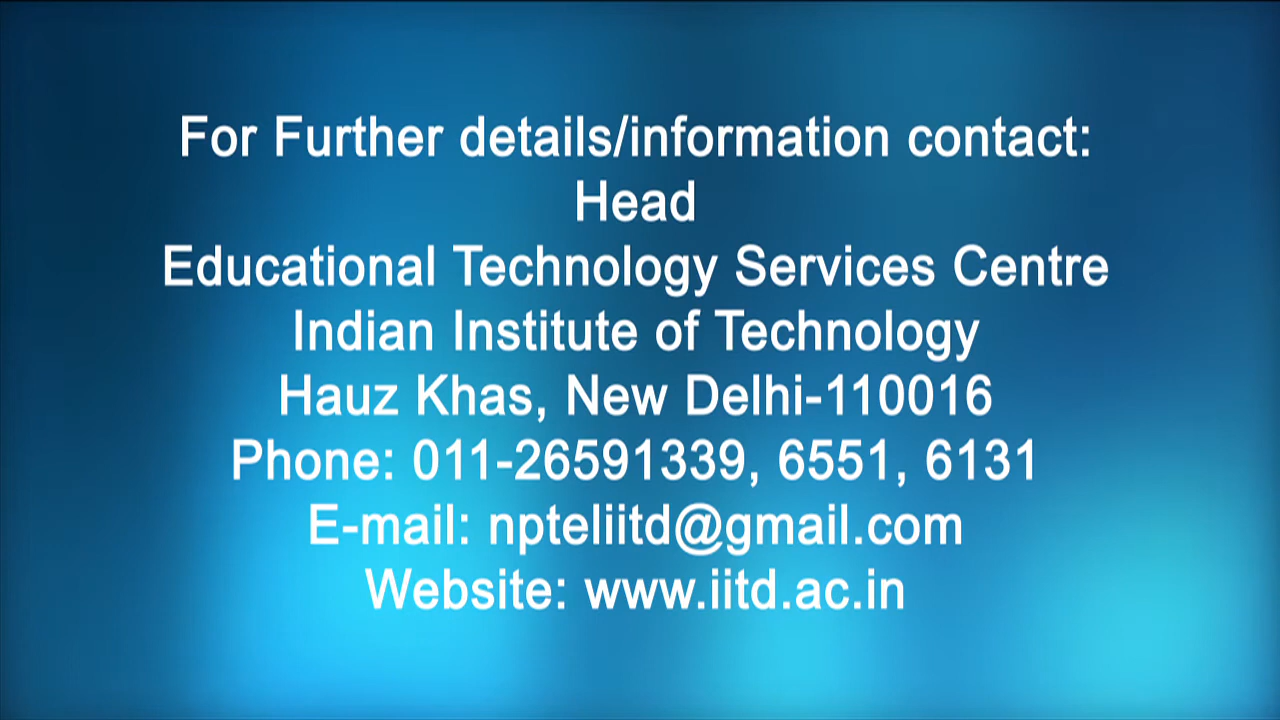 For Further details/information contact:
Head
Educational Technology Services Centre
Indian Institute of Technology
Hauz Khas, New Delhi-110016
Phone: 011-26591339, 6551, 6131
E-mail: npteliitd@gmail.com
Website: www.iitd.ac.in